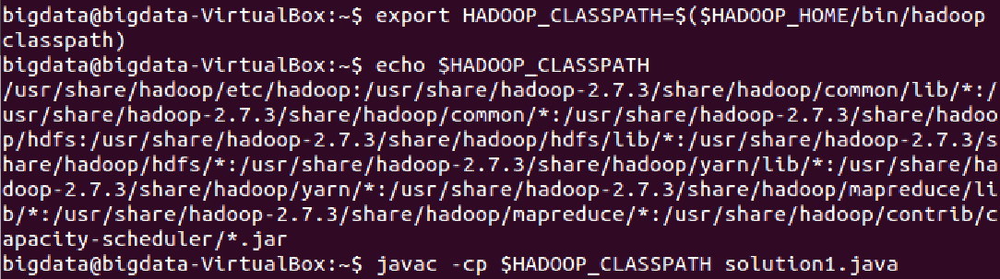 bigdata@bigdata-VirtualBox:~$ export HADOOP_CLASSPATH=$($HADOOP_HOME/bin/hadoop
classpath)
bigdata@bigdata-VirtualBox:~$ echo $HADOOP_CLASSPATH
/usr/share/hadoop/etc/hadoop:/usr/share/hadoop-2.7.3/share/hadoop/common/lib/*:/
usr/share/hadoop-2.7.3/share/hadoop/common/*:/usr/share/hadoop-2.7.3/share/hadoo
p/hdfs:/usr/share/hadoop-2.7.3/share/hadoop/hdfs/lib/*:/usr/share/hadoop-2.7.3/s
hare/hadoop/hdfs/*:/usr/share/hadoop-2.7.3/share/hadoop/yarn/lib/*:/usr/share/ha
doop-2.7.3/share/hadoop/yarn/*:/usr/share/hadoop-2.7.3/share/hadoop/mapreduce/li
b/*:/usr/share/hadoop-2.7.3/share/hadoop/mapreduce/*:/usr/share/hadoop/contrib/c
apacity-scheduler/*.jar
bigdata@bigdata-VirtualBox:~$ javac -cp $HADOOP_CLASSPATH solution1.java